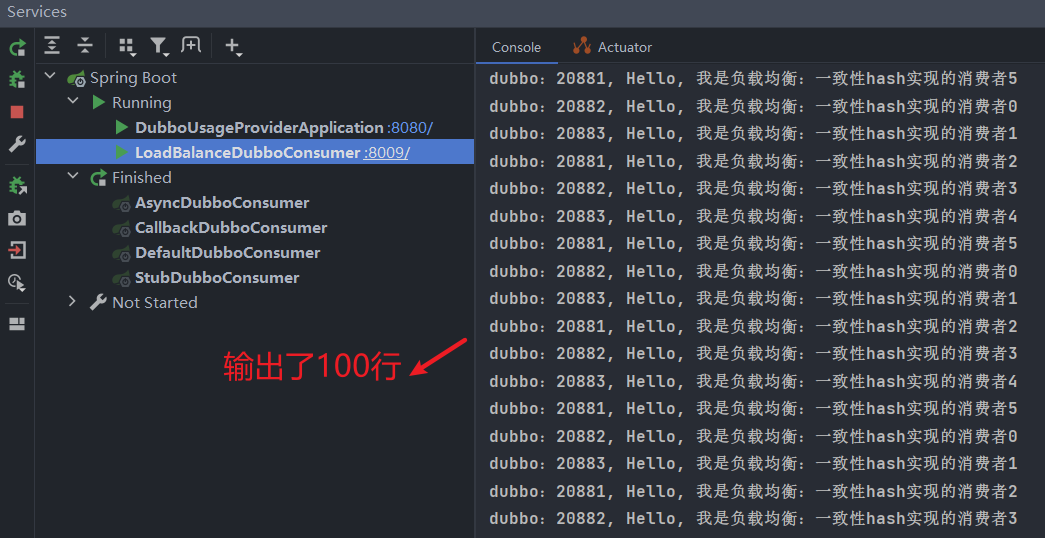 Services
Spring Boot
Running
DubboUsageProviderApplication :8080/
LoadBalanceDubboConsumer :8009/
Finished
AsyncDubboConsumer
CallbackDubboConsumer
DefaultDubboConsumer
StubDubboConsumer
Not Started
输出了100行
Console
Actuator
dubbo：20881, Hello, 我是负载均衡：一致性hash实现的消费者5
dubbo：20882, Hello, 我是负载均衡：一致性hash实现的消费者0
dubbo：20883, Hello, 我是负载均衡：一致性hash实现的消费者1
dubbo：20881, Hello, 我是负载均衡：一致性hash实现的消费者2
dubbo：20882, Hello, 我是负载均衡：一致性hash实现的消费者3
dubbo：20883, Hello, 我是负载均衡：一致性hash实现的消费者4
dubbo：20881, Hello, 我是负载均衡：一致性hash实现的消费者5
dubbo：20882, Hello, 我是负载均衡：一致性hash实现的消费者0
dubbo：20883, Hello, 我是负载均衡：一致性hash实现的消费者1
dubbo：20881, Hello, 我是负载均衡：一致性hash实现的消费者2
dubbo：20882, Hello, 我是负载均衡：一致性hash实现的消费者3
dubbo：20883, Hello, 我是负载均衡：一致性hash实现的消费者4
dubbo：20881, Hello, 我是负载均衡：一致性hash实现的消费者5
dubbo：20882, Hello, 我是负载均衡：一致性hash实现的消费者0
dubbo：20883, Hello, 我是负载均衡：一致性hash实现的消费者1
dubbo：20881, Hello, 我是负载均衡：一致性hash实现的消费者2
dubbo：20882, Hello, 我是负载均衡：一致性hash实现的消费者3